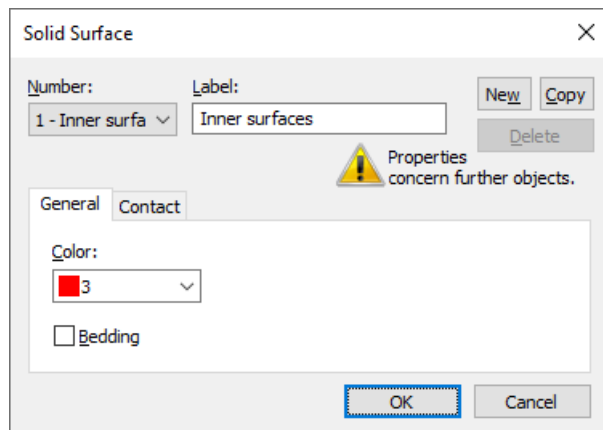 Solid Surface
Number:
Label:
New
Copy
1 - Inner surfa
Inner surfaces
Delete
Properties
concern further objects.
General
Contact
Color:
3
Bedding
OK
Cancel